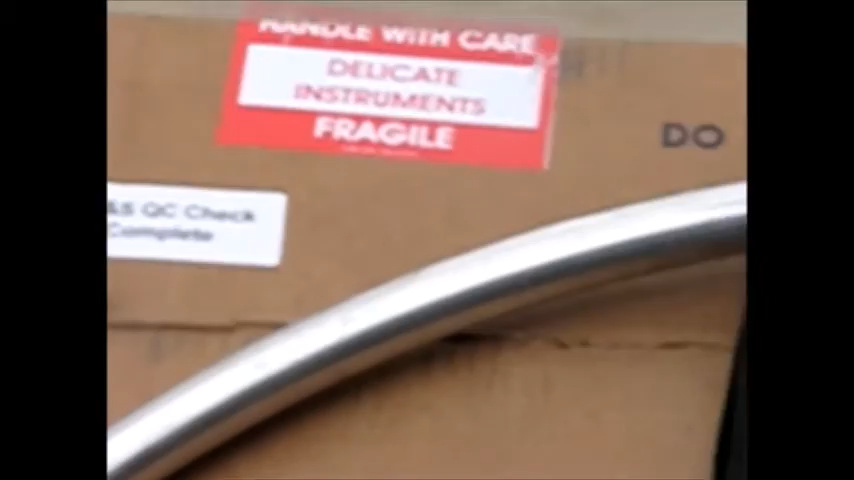 HANDLE WITH CARE
DELICATE
INSTRUMENTS
FRAGILE
DO
QC Check
Complete